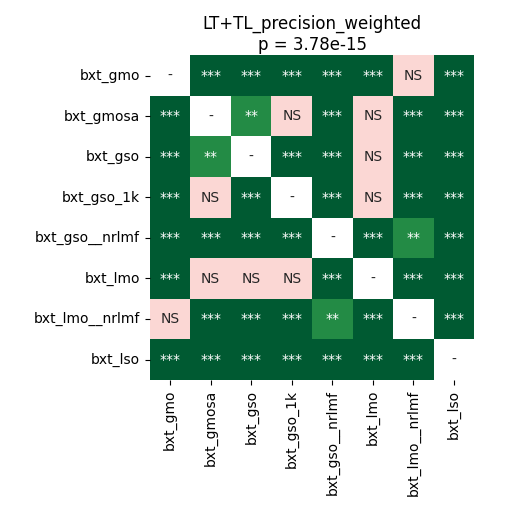 LT+TL_precision_weighted
p = 3.78e-15
bxt_gmo - *** *** *** *** *** NS ***
bxt_gmosa *** - ** NS *** NS *** ***
bxt_gso *** ** - *** *** NS *** ***
bxt_gso_1k *** NS *** - *** NS *** ***
bxt_gso__nrlmf *** *** *** *** - *** ** ***
bxt_lmo *** NS NS NS *** - *** ***
bxt_lmo__nrlmf NS *** *** *** ** *** - ***
bxt_lso *** *** *** *** *** *** *** -
bxt_gmo
bxt_gmosa
bxt_gso
bxt_gso_1k
bxt_gso__nrlmf
bxt_lmo
bxt_lmo__nrlmf
bxt_lso